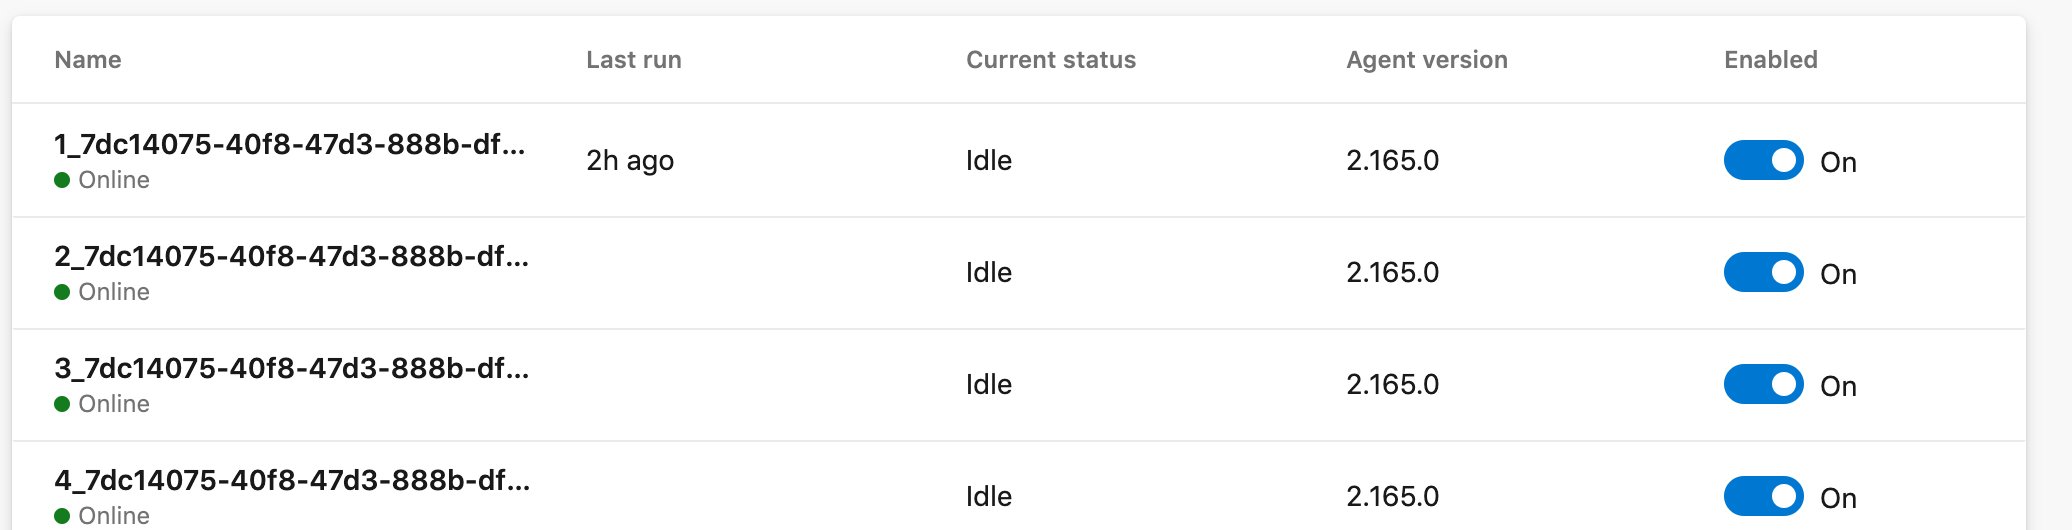 Name Last run Current status Agent version Enabled
1_7dc14075-40f8-47d3-888b-df...
Online
2h ago Idle 2.165.0 On
2_7dc14075-40f8-47d3-888b-df...
Online
Idle 2.165.0 On
3_7dc14075-40f8-47d3-888b-df...
Online
Idle 2.165.0 On
4_7dc14075-40f8-47d3-888b-df...
Online
Idle 2.165.0 On